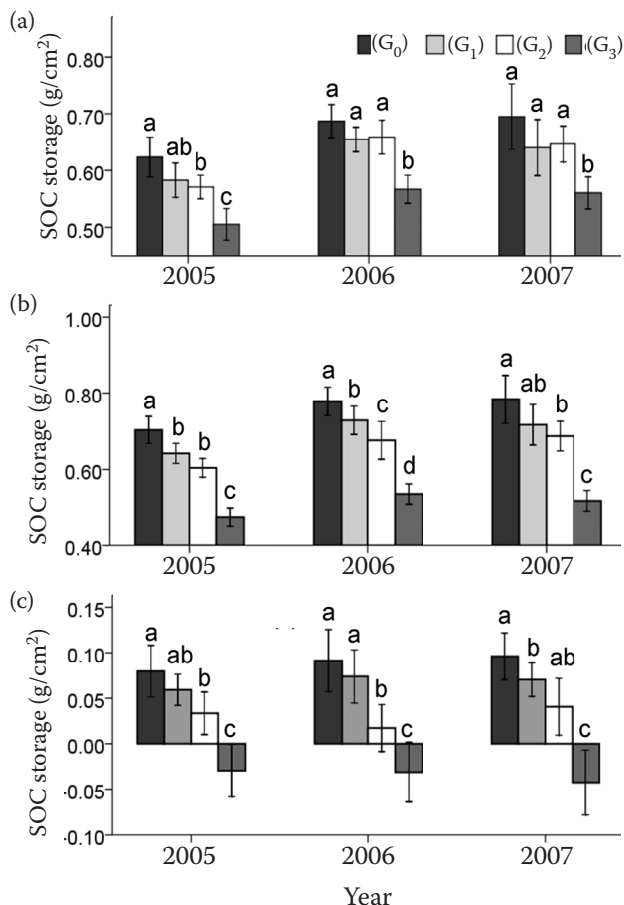 (a)
(G₀) (G₁) (G₂) (G₃)
SOC storage (g/cm²)
0.80
0.70
0.60
0.50
a ab b c
a a a b
a a a b
2005 2006 2007
(b)
SOC storage (g/cm²)
1.00
0.80
0.60
0.40
a b b c
a b c d
a ab b c
2005 2006 2007
(c)
SOC storage (g/cm²)
0.15
0.10
0.05
0.00
-0.05
-0.10
a ab b c
a a b c
a b ab c
2005 2006 2007
Year